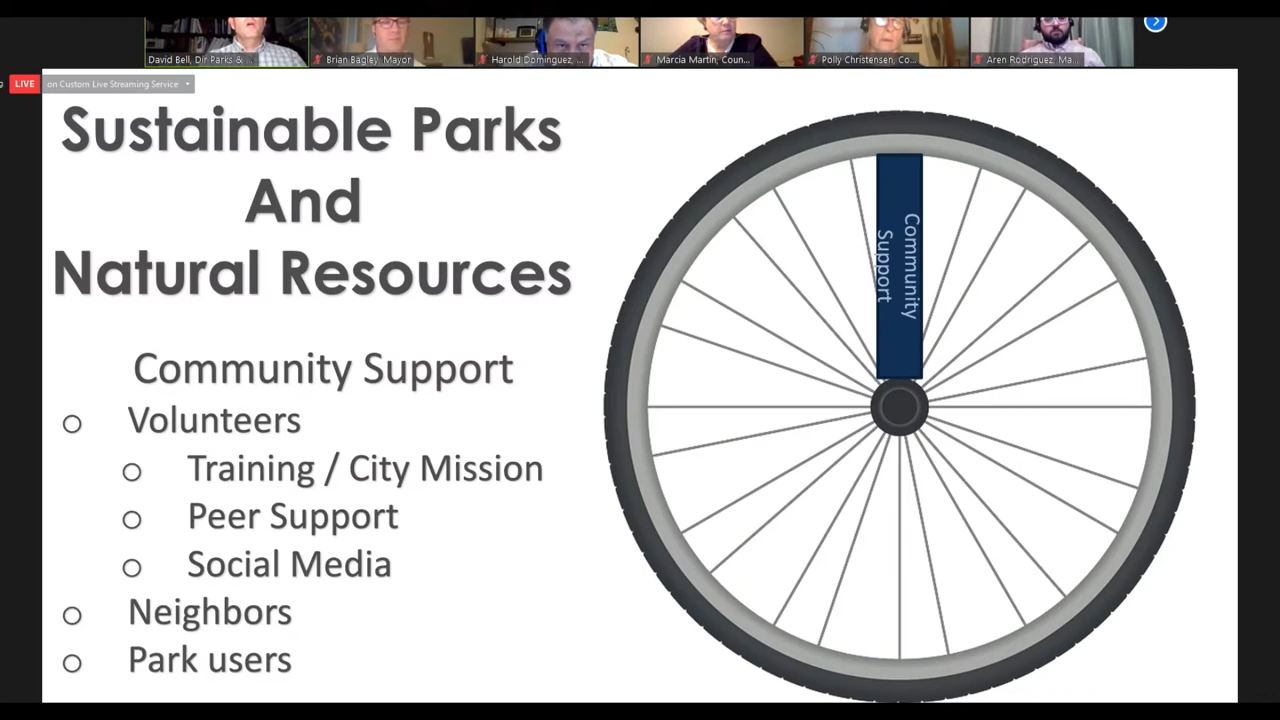 David Bell, Dir Parks & ...
Brian Bagley, Mayor
Harold Dominguez, ...
Marcia Martin, Coun...
Polly Christensen, Co...
Aren Rodriguez, Ma...
LIVE on Custom Live Streaming Service
Sustainable Parks
And
Natural Resources
Community Support
o Volunteers
o Training / City Mission
o Peer Support
o Social Media
o Neighbors
o Park users
Community
Support